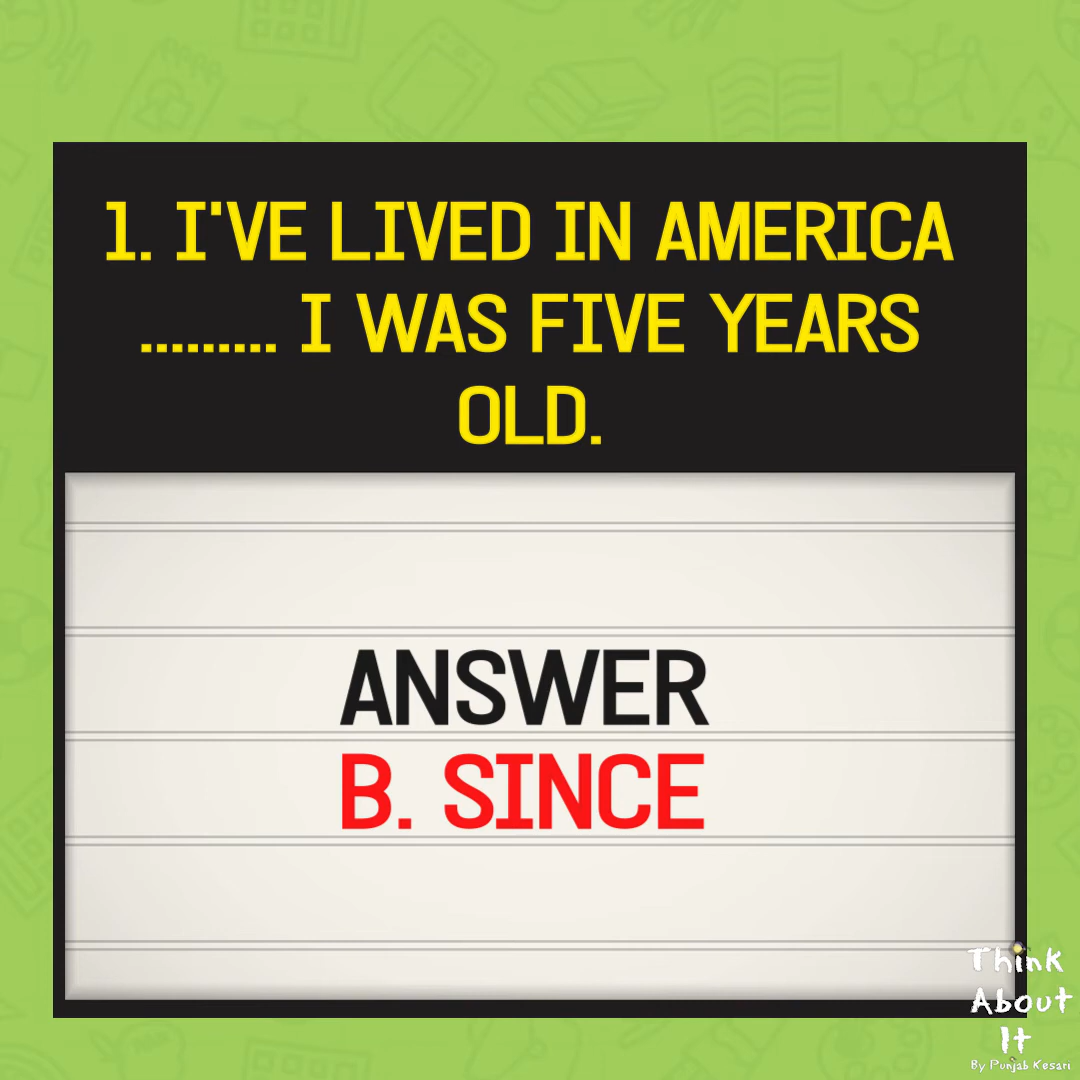 1. I'VE LIVED IN AMERICA
......... I WAS FIVE YEARS
OLD.
ANSWER
B. SINCE
Think
About
It
By Punjab Kesari